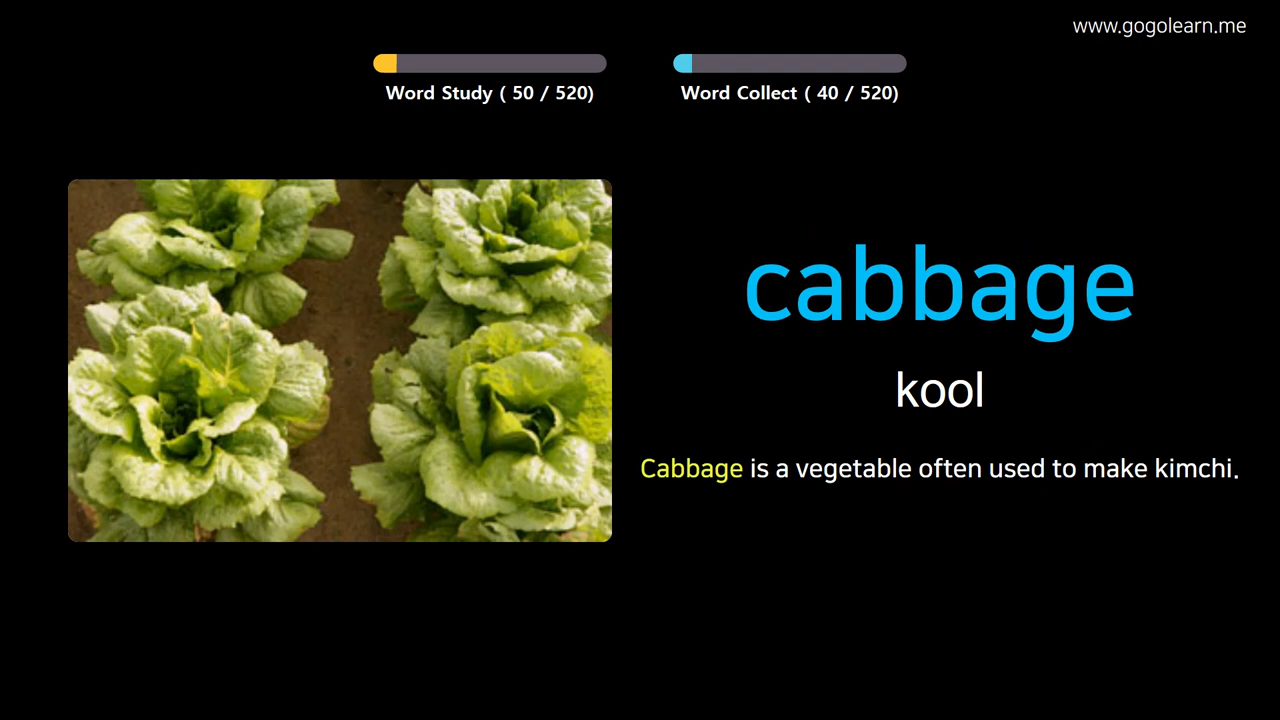 www.gogolearn.me
Word Study ( 50 / 520)
Word Collect ( 40 / 520)
cabbage
kool
Cabbage is a vegetable often used to make kimchi.